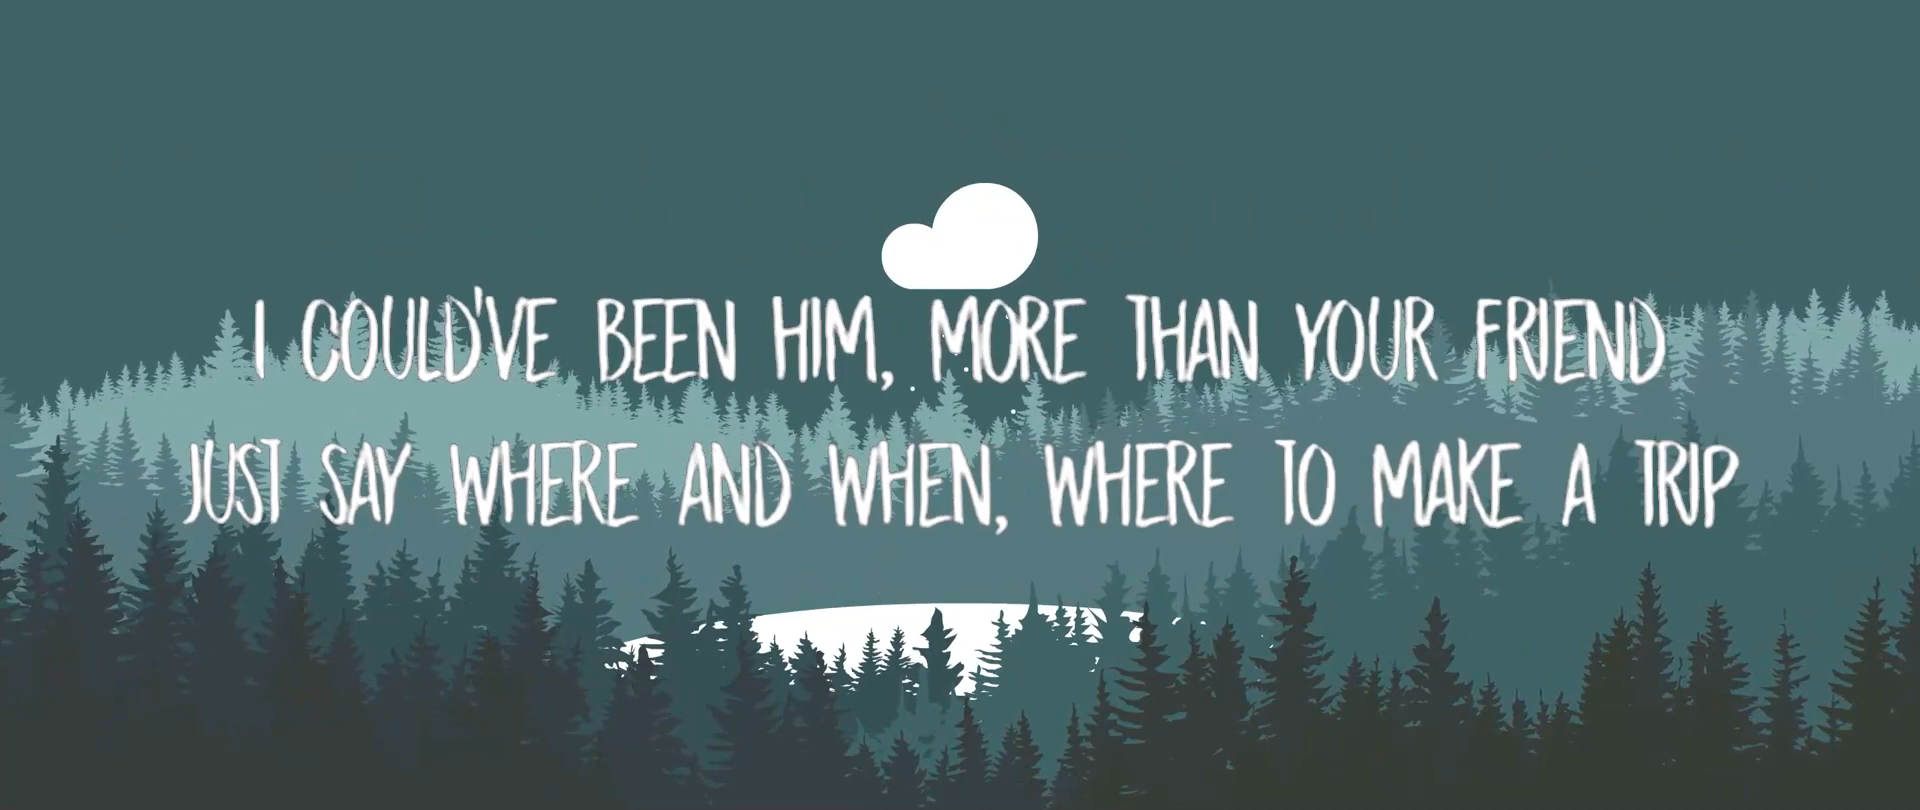 I COULD'VE BEEN HIM, MORE THAN YOUR FRIEND
JUST SAY WHERE AND WHEN, WHERE TO MAKE A TRIP